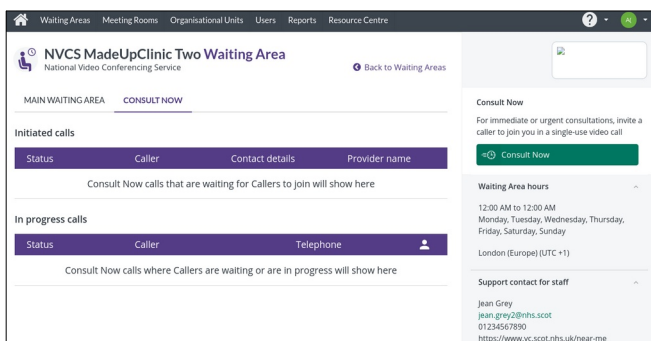 Waiting Areas Meeting Rooms Organisational Units Users Reports Resource Centre ? AJ
NVCS MadeUpClinic Two Waiting Area
National Video Conferencing Service
Back to Waiting Areas
MAIN WAITING AREA CONSULT NOW
Initiated calls
Status Caller Contact details Provider name
Consult Now calls that are waiting for Callers to join will show here
In progress calls
Status Caller Telephone
Consult Now calls where Callers are waiting or are in progress will show here
Consult Now
For immediate or urgent consultations, invite a
caller to join you in a single-use video call
Consult Now
Waiting Area hours
12:00 AM to 12:00 AM
Monday, Tuesday, Wednesday, Thursday,
Friday, Saturday, Sunday
London (Europe) (UTC +1)
Support contact for staff
Jean Grey
jean.grey2@nhs.scot
01234567890
https://www.vc.scot.nhs.uk/near-me